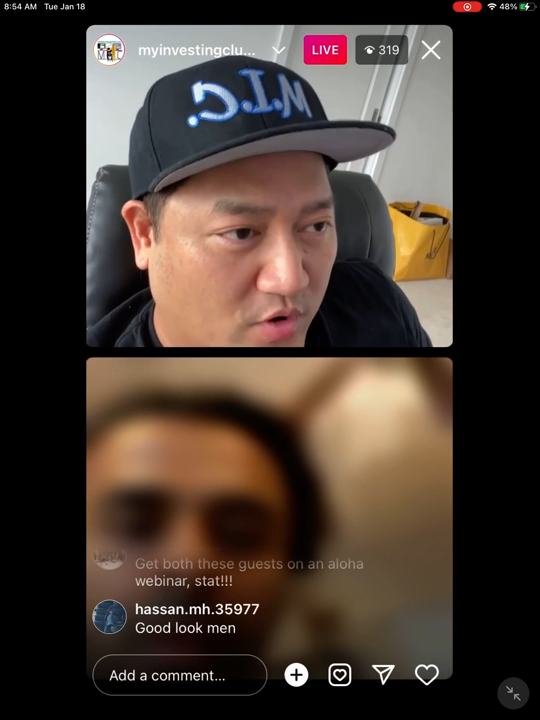 8:54 AM Tue Jan 18
48%
myinvestingclu...
LIVE
319
M.I.C.
Get both these guests on an aloha
webinar, stat!!!
hassan.mh.35977
Good look men
Add a comment...